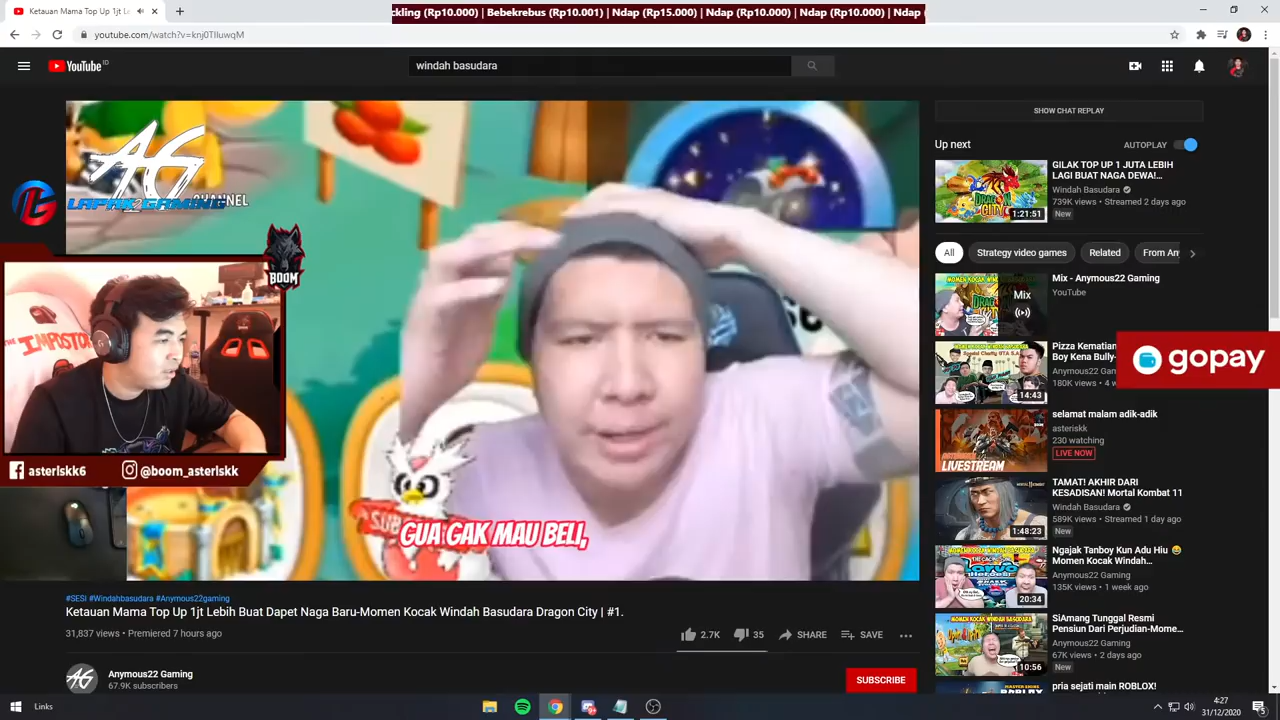 Ketauan Mama Top Up 1jt Le
ckling (Rp10.000) | Bebekrebus (Rp10.001) | Ndap (Rp15.000) | Ndap (Rp10.000) | Ndap (Rp10.000) | Ndap
youtube.com/watch?v=knj0TlIuwqM
YouTube ID
windah basudara
AG
CHANNEL
LAPAK GAMING
BOOM
THE IMPOSTOR
asterlskk6
@boom_asterlskk
SUB
GUA GAK MAU BELI,
#SESI #Windahbasudara #Anymous22gaming
Ketauan Mama Top Up 1jt Lebih Buat Dapet Naga Baru-Momen Kocak Windah Basudara Dragon City | #1.
31,837 views • Premiered 7 hours ago
2.7K
35
SHARE
SAVE
AG
Anymous22 Gaming
67.9K subscribers
SUBSCRIBE
SHOW CHAT REPLAY
Up next
AUTOPLAY
GILAK TOP UP 1 JUTA LEBIH
LAGI BUAT NAGA DEWA!...
Windah Basudara
739K views • Streamed 2 days ago
New
1:21:51
All
Strategy video games
Related
From An
Mix - Anymous22 Gaming
YouTube
Mix
Pizza Kematian
Boy Kena Bully-
Anymous22 Gam
180K views • 4 w
14:43
gopay
selamat malam adik-adik
asteriskk
230 watching
LIVE NOW
LIVESTREAM
TAMAT! AKHIR DARI
KESADISAN! Mortal Kombat 11
Windah Basudara
589K views • Streamed 1 day ago
New
1:48:23
Ngajak Tanboy Kun Adu Hiu
Momen Kocak Windah...
Anymous22 Gaming
135K views • 1 week ago
20:34
SiAmang Tunggal Resmi
Pensiun Dari Perjudian-Mome...
Anymous22 Gaming
67K views • 2 days ago
New
10:56
pria sejati main ROBLOX!
Links
4:27
31/12/2020
5